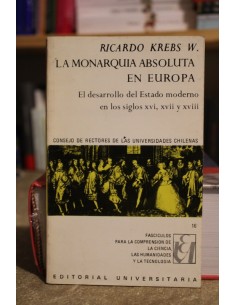 RICARDO KREBS W.
LA MONARQUIA ABSOLUTA
EN EUROPA
El desarrollo del Estado moderno
en los siglos XVI, XVII y XVIII
CONSEJO DE RECTORES DE LAS UNIVERSIDADES CHILENAS
10
FASCICULOS
PARA LA COMPRENSION DE
LA CIENCIA,
LAS HUMANIDADES
Y LA TECNOLOGIA
EDITORIAL UNIVERSITARIA